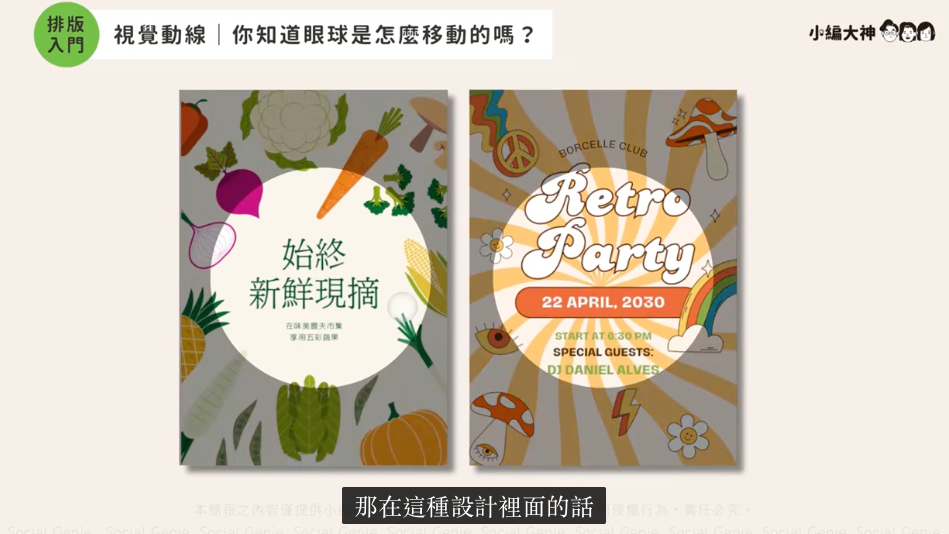 排版
入門
視覺動線｜你知道眼球是怎麼移動的嗎？
小編大神
始終
新鮮現摘
在味美農夫市集
享用五彩蔬果
BORCELLE CLUB
Retro
Party
22 APRIL, 2030
START AT 6:30 PM
SPECIAL GUESTS:
DJ DANIEL ALVES
那在這種設計裡面的話
本簡報之內容僅提供小 侵權行為，責任必究。
Social Genie Social Genie Social Genie Social Genie Social Genie Social Genie Social Genie Social Genie Social Genie Social Genie